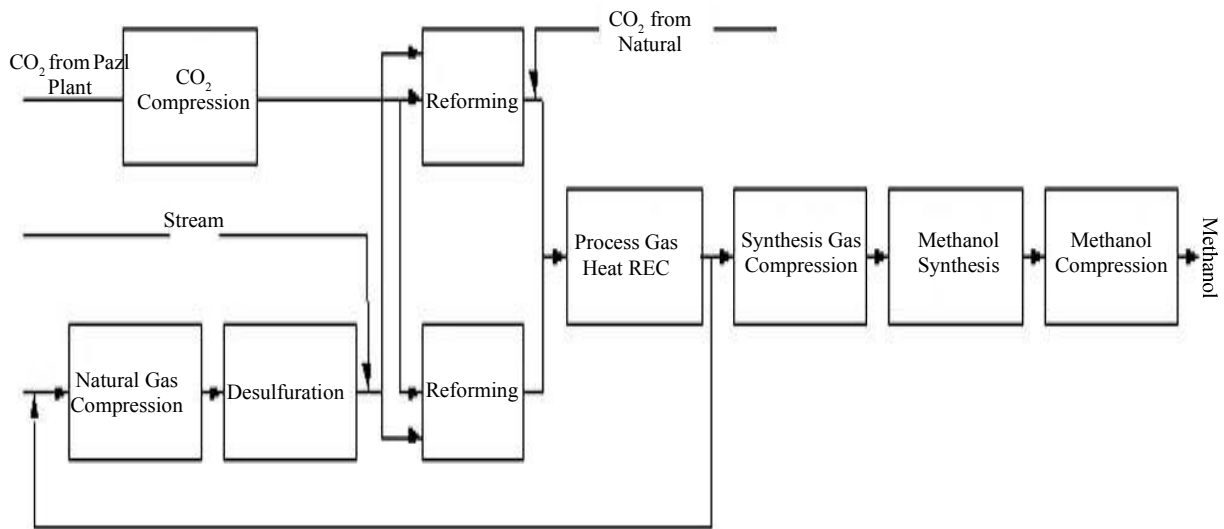 CO₂ from Natural
CO₂ from Pazl
Plant
CO₂
Compression
Reforming
Stream
Process Gas
Heat REC
Synthesis Gas
Compression
Methanol
Synthesis
Methanol
Compression
Methanol
Natural Gas
Compression
Desulfuration
Reforming